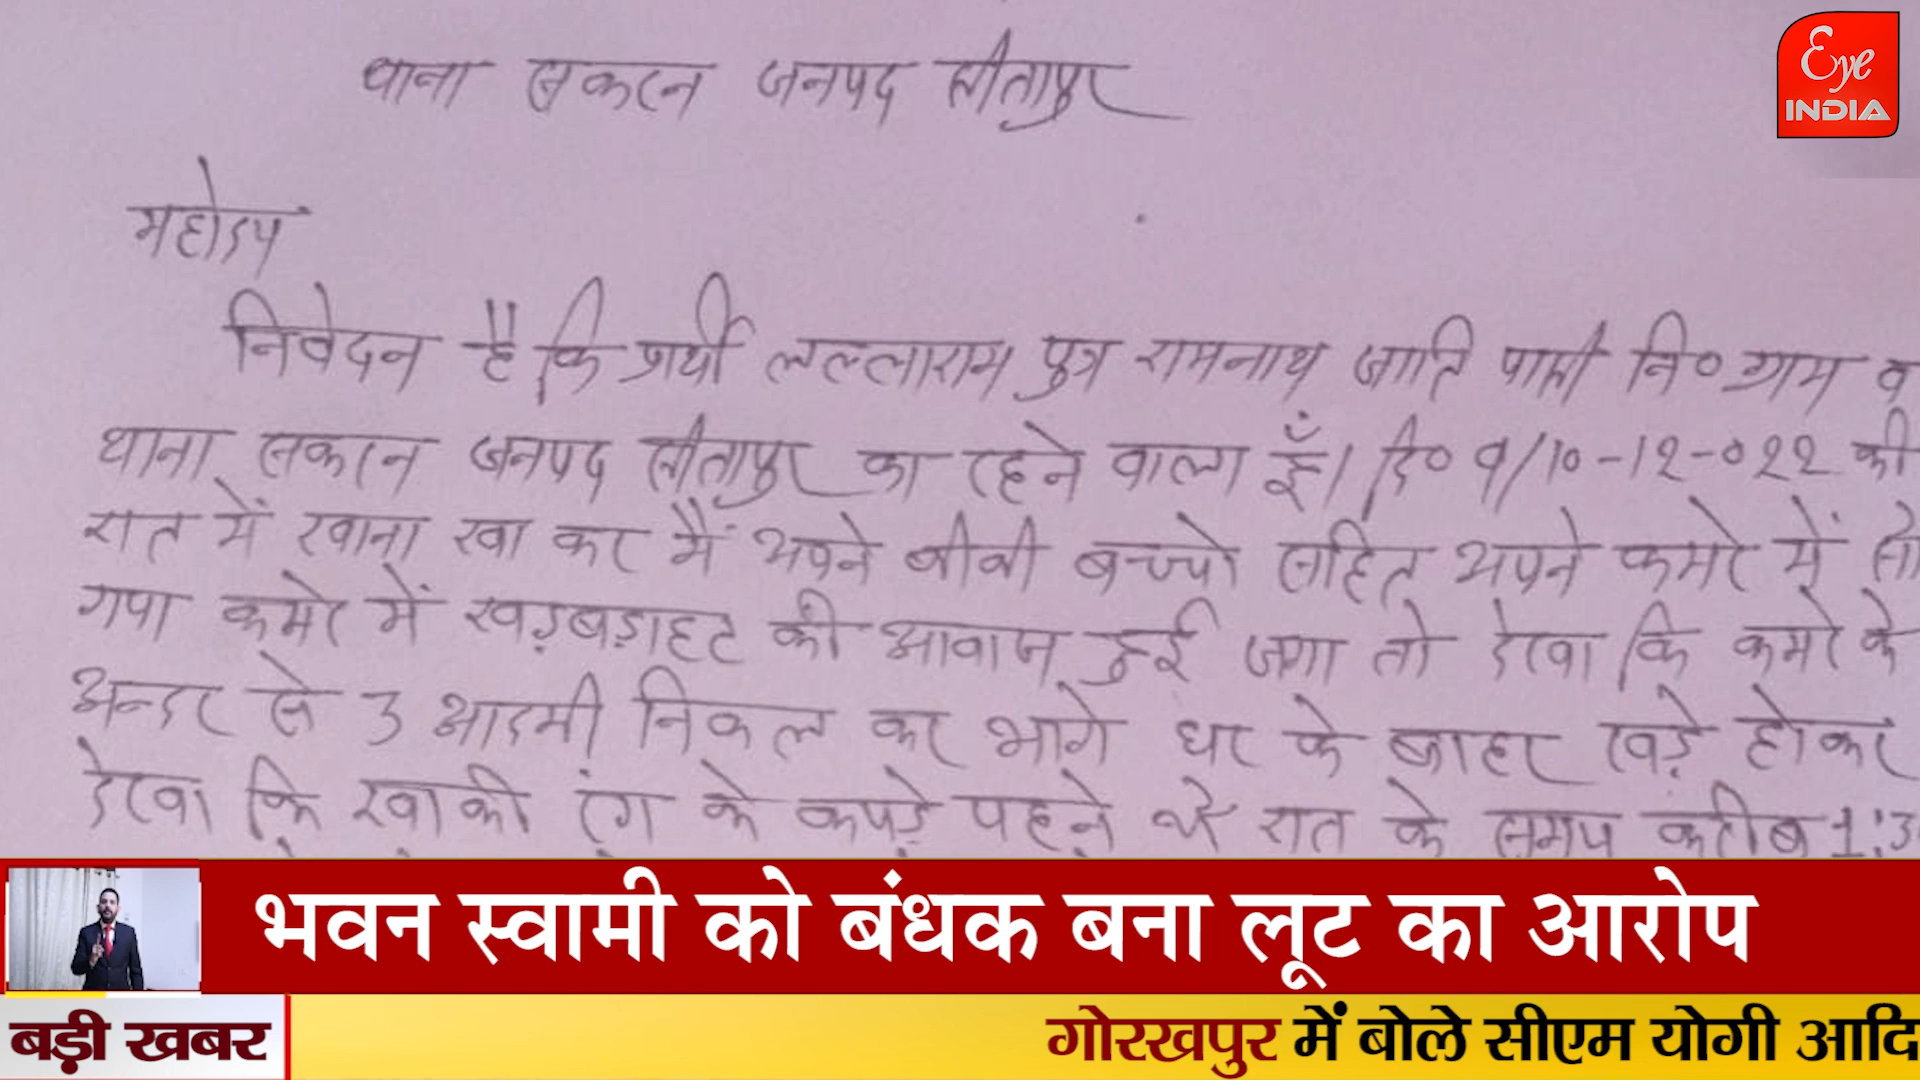 थाना सकरन जनपद सीतापुर
Eye
INDIA
महोदय
निवेदन है कि प्रार्थी लल्लाराम पुत्र रामनाथ जाति पासी नि० ग्राम व
थाना सकरन जनपद सीतापुर का रहने वाला हूँ। दि० 9/10-12-022 की
रात में खाना खा कर मैं अपने बीवी बच्चो सहित अपने कमरे में सो
गया कमरे में खड़बड़ाहट की आवाज हुई जगा तो देखा कि कमरे के
अन्दर से 3 आदमी निकल कर भागे घर के बाहर खड़े होकर
देखा कि खाकी रंग के कपड़े पहने थे रात के समय करीब 1:3
भवन स्वामी को बंधक बना लूट का आरोप
बड़ी खबर
गोरखपुर में बोले सीएम योगी आदि